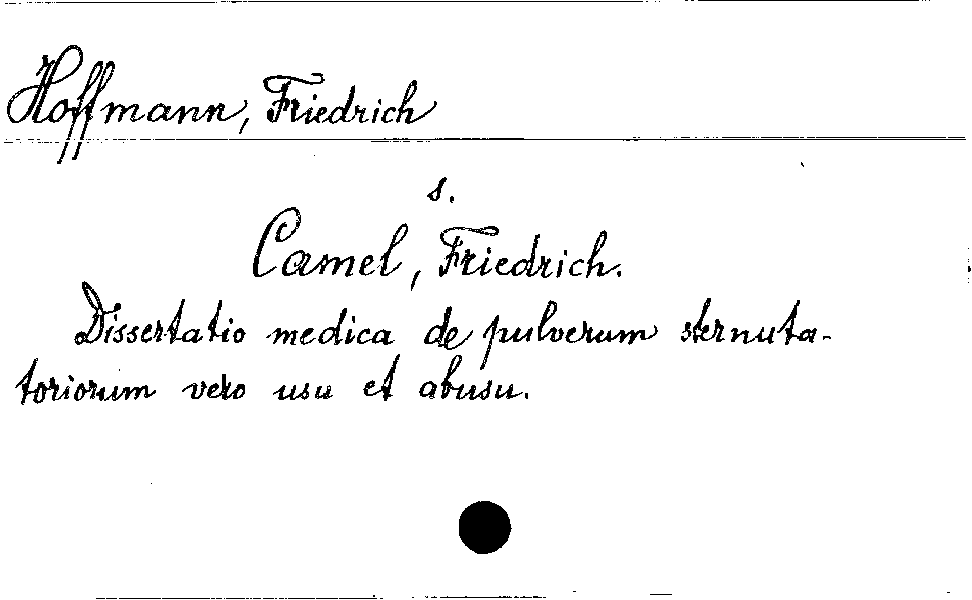 Hoffmann, Friedrich
s.
Camel, Friedrich.
Dissertatio medica de pulverum sternuta-
toriorum vero usu et abusu.